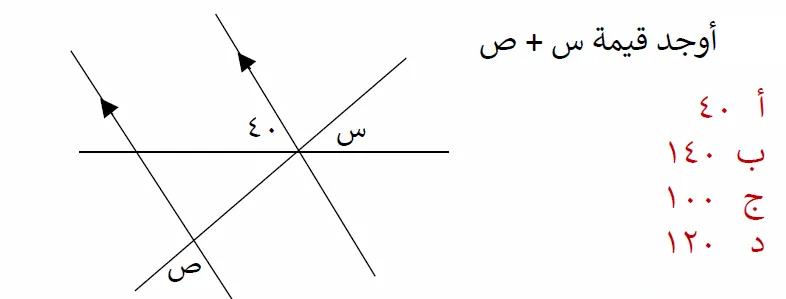 أوجد قيمة س + ص
أ ٤٠
ب ١٤٠
ج ١٠٠
د ١٢٠
٤٠
س
ص